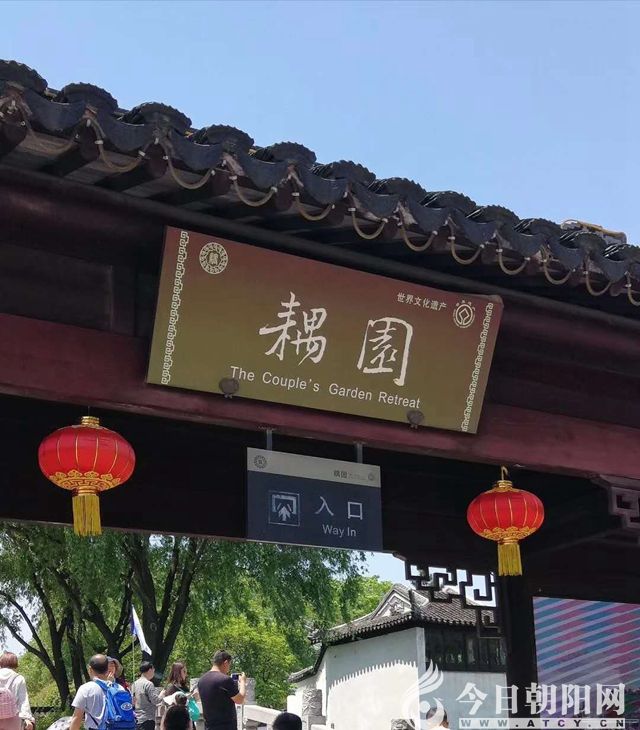 世界文化遗产
耦園
The Couple's Garden Retreat
耦园
入口
Way In
今日朝阳网
WWW.ATCY.CN